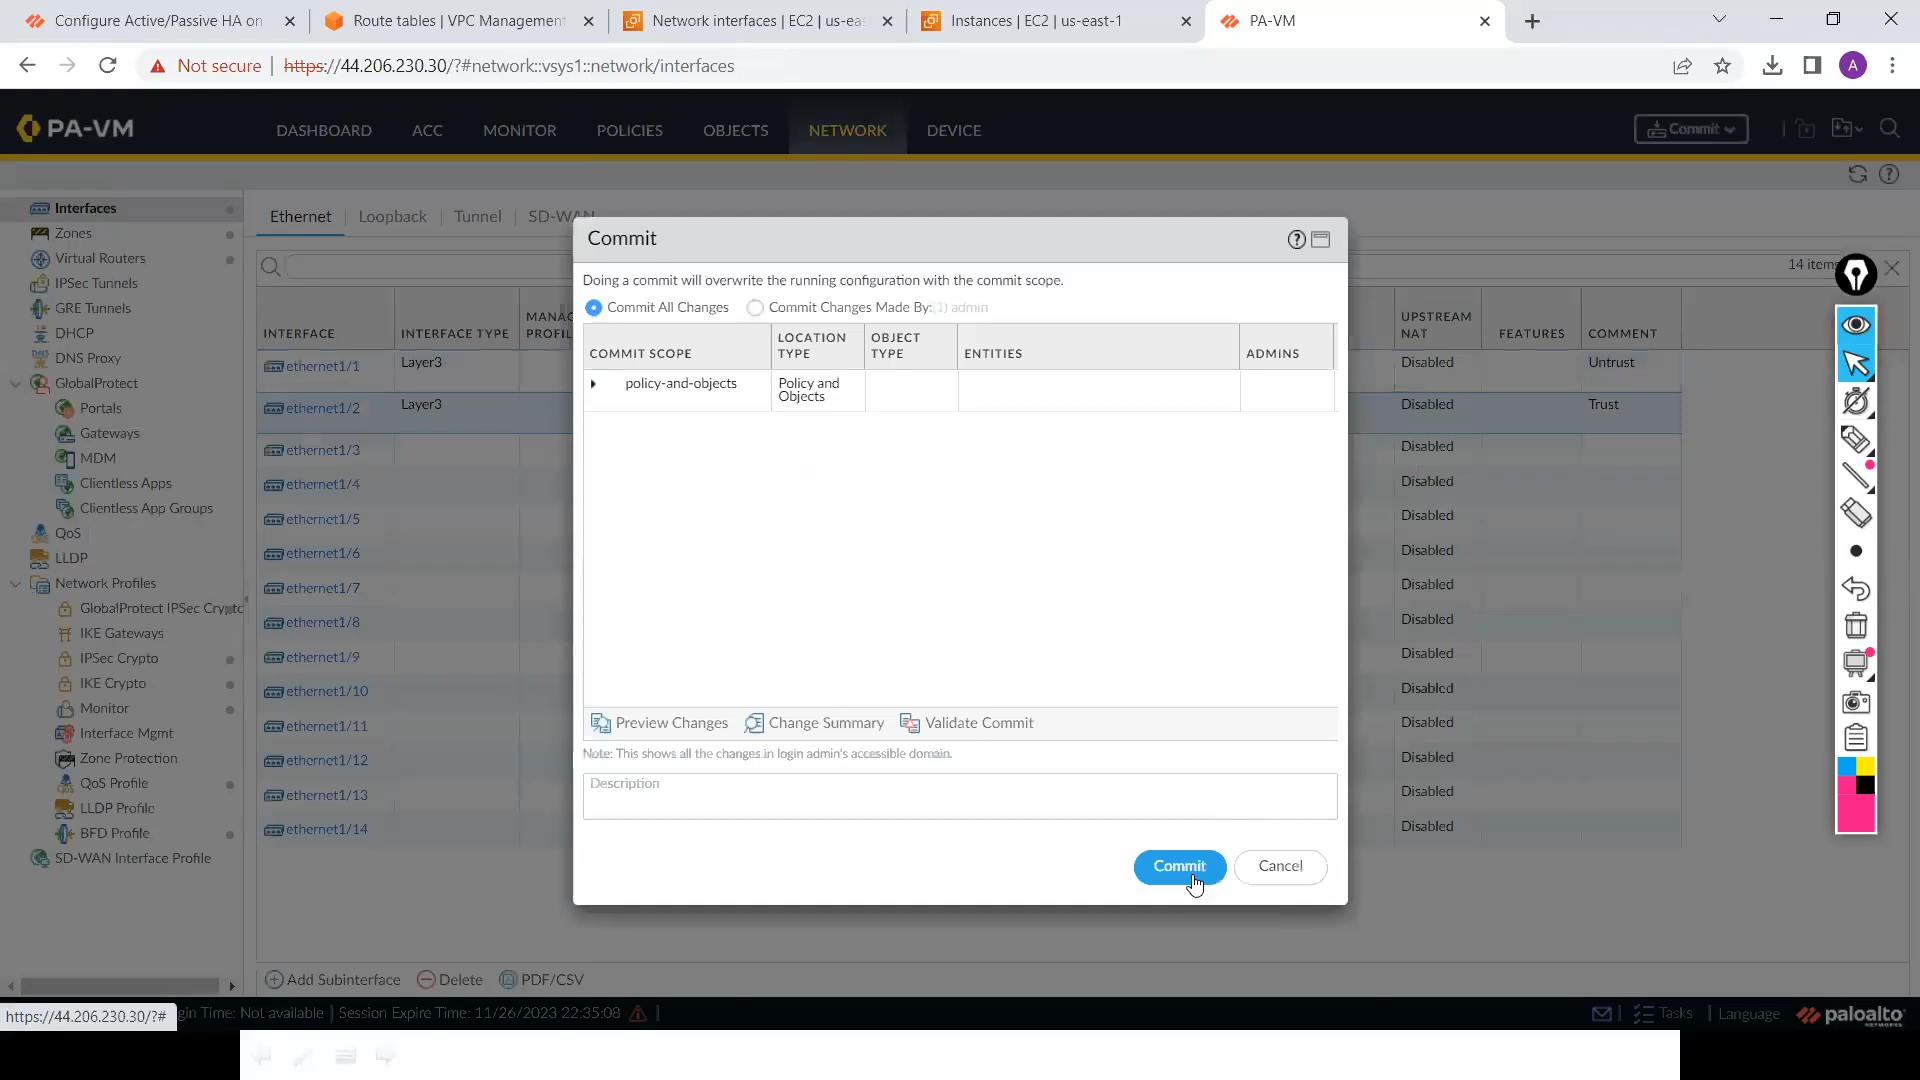 Configure Active/Passive HA on
Route tables | VPC Management
Network interfaces | EC2 | us-eas
Instances | EC2 | us-east-1
PA-VM
Not secure
https://44.206.230.30/?#network::vsys1::network/interfaces
A
PA-VM
DASHBOARD
ACC
MONITOR
POLICIES
OBJECTS
NETWORK
DEVICE
Commit
Interfaces
Zones
Virtual Routers
IPSec Tunnels
GRE Tunnels
DHCP
DNS Proxy
GlobalProtect
Portals
Gateways
MDM
Clientless Apps
Clientless App Groups
QoS
LLDP
Network Profiles
GlobalProtect IPSec Crypto
IKE Gateways
IPSec Crypto
IKE Crypto
Monitor
Interface Mgmt
Zone Protection
QoS Profile
LLDP Profile
BFD Profile
SD-WAN Interface Profile
Ethernet
Loopback
Tunnel
SD-WAN
14 items
INTERFACE
INTERFACE TYPE
MANAG
PROFIL
UPSTREAM
NAT
FEATURES
COMMENT
ethernet1/1 Layer3 Disabled Untrust
ethernet1/2 Layer3 Disabled Trust
ethernet1/3 Disabled
ethernet1/4 Disabled
ethernet1/5 Disabled
ethernet1/6 Disabled
ethernet1/7 Disabled
ethernet1/8 Disabled
ethernet1/9 Disabled
ethernet1/10 Disabled
ethernet1/11 Disabled
ethernet1/12 Disabled
ethernet1/13 Disabled
ethernet1/14 Disabled
Commit
Doing a commit will overwrite the running configuration with the commit scope.
Commit All Changes
Commit Changes Made By:(1) admin
COMMIT SCOPE
LOCATION
TYPE
OBJECT
TYPE
ENTITIES
ADMINS
policy-and-objects
Policy and
Objects
Preview Changes
Change Summary
Validate Commit
Note: This shows all the changes in login admin's accessible domain.
Description
Commit
Cancel
Add Subinterface
Delete
PDF/CSV
https://44.206.230.30/?#
gin Time: Not available | Session Expire Time: 11/26/2023 22:35:08 |
Tasks
Language
paloalto
NETWORKS